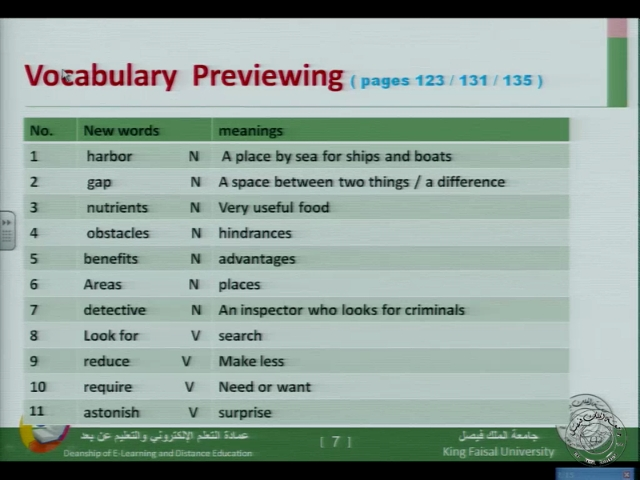 Vocabulary Previewing ( pages 123 / 131 / 135 )
No. New words meanings
1 harbor N A place by sea for ships and boats
2 gap N A space between two things / a difference
3 nutrients N Very useful food
4 obstacles N hindrances
5 benefits N advantages
6 Areas N places
7 detective N An inspector who looks for criminals
8 Look for V search
9 reduce V Make less
10 require V Need or want
11 astonish V surprise
عمادة التعلم الإلكتروني والتعليم عن بعد
Deanship of E-Learning and Distance Education
[ 7 ]
جامعة الملك فيصل
King Faisal University